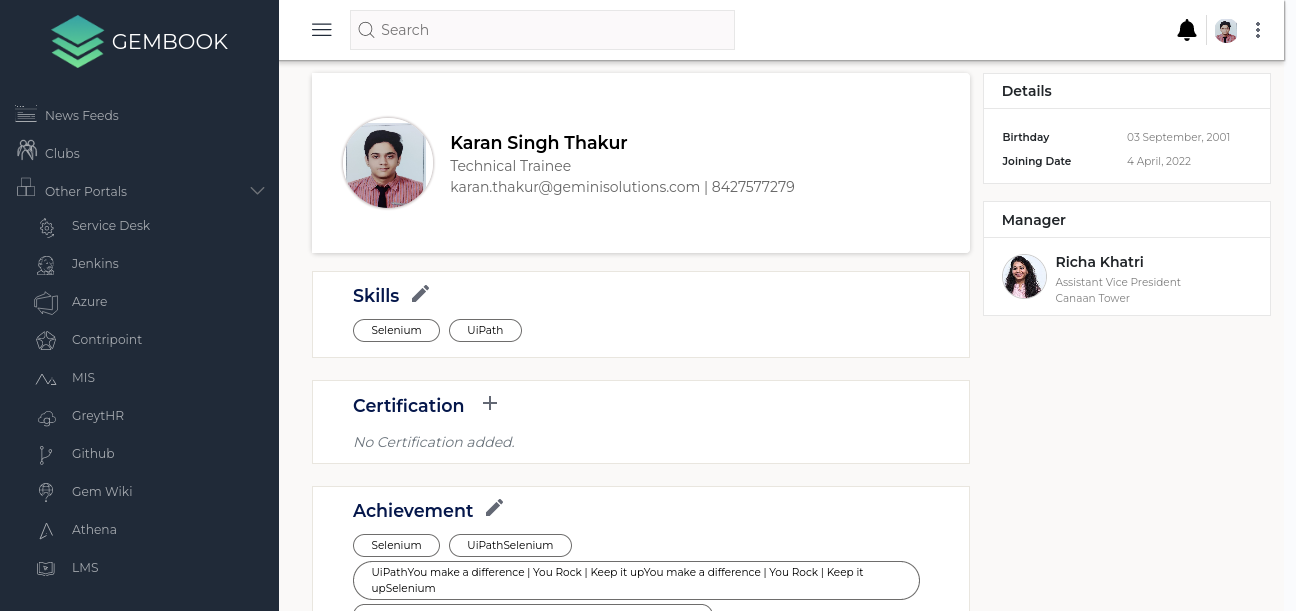 GEMBOOK
Search
News Feeds
Clubs
Other Portals
Service Desk
Jenkins
Azure
Contripoint
MIS
GreytHR
Github
Gem Wiki
Athena
LMS
Karan Singh Thakur
Technical Trainee
karan.thakur@geminisolutions.com | 8427577279
Skills
Selenium
UiPath
Certification
No Certification added.
Achievement
Selenium
UiPathSelenium
UiPathYou make a difference | You Rock | Keep it upYou make a difference | You Rock | Keep it
upSelenium
Details
Birthday 03 September, 2001
Joining Date 4 April, 2022
Manager
Richa Khatri
Assistant Vice President
Canaan Tower